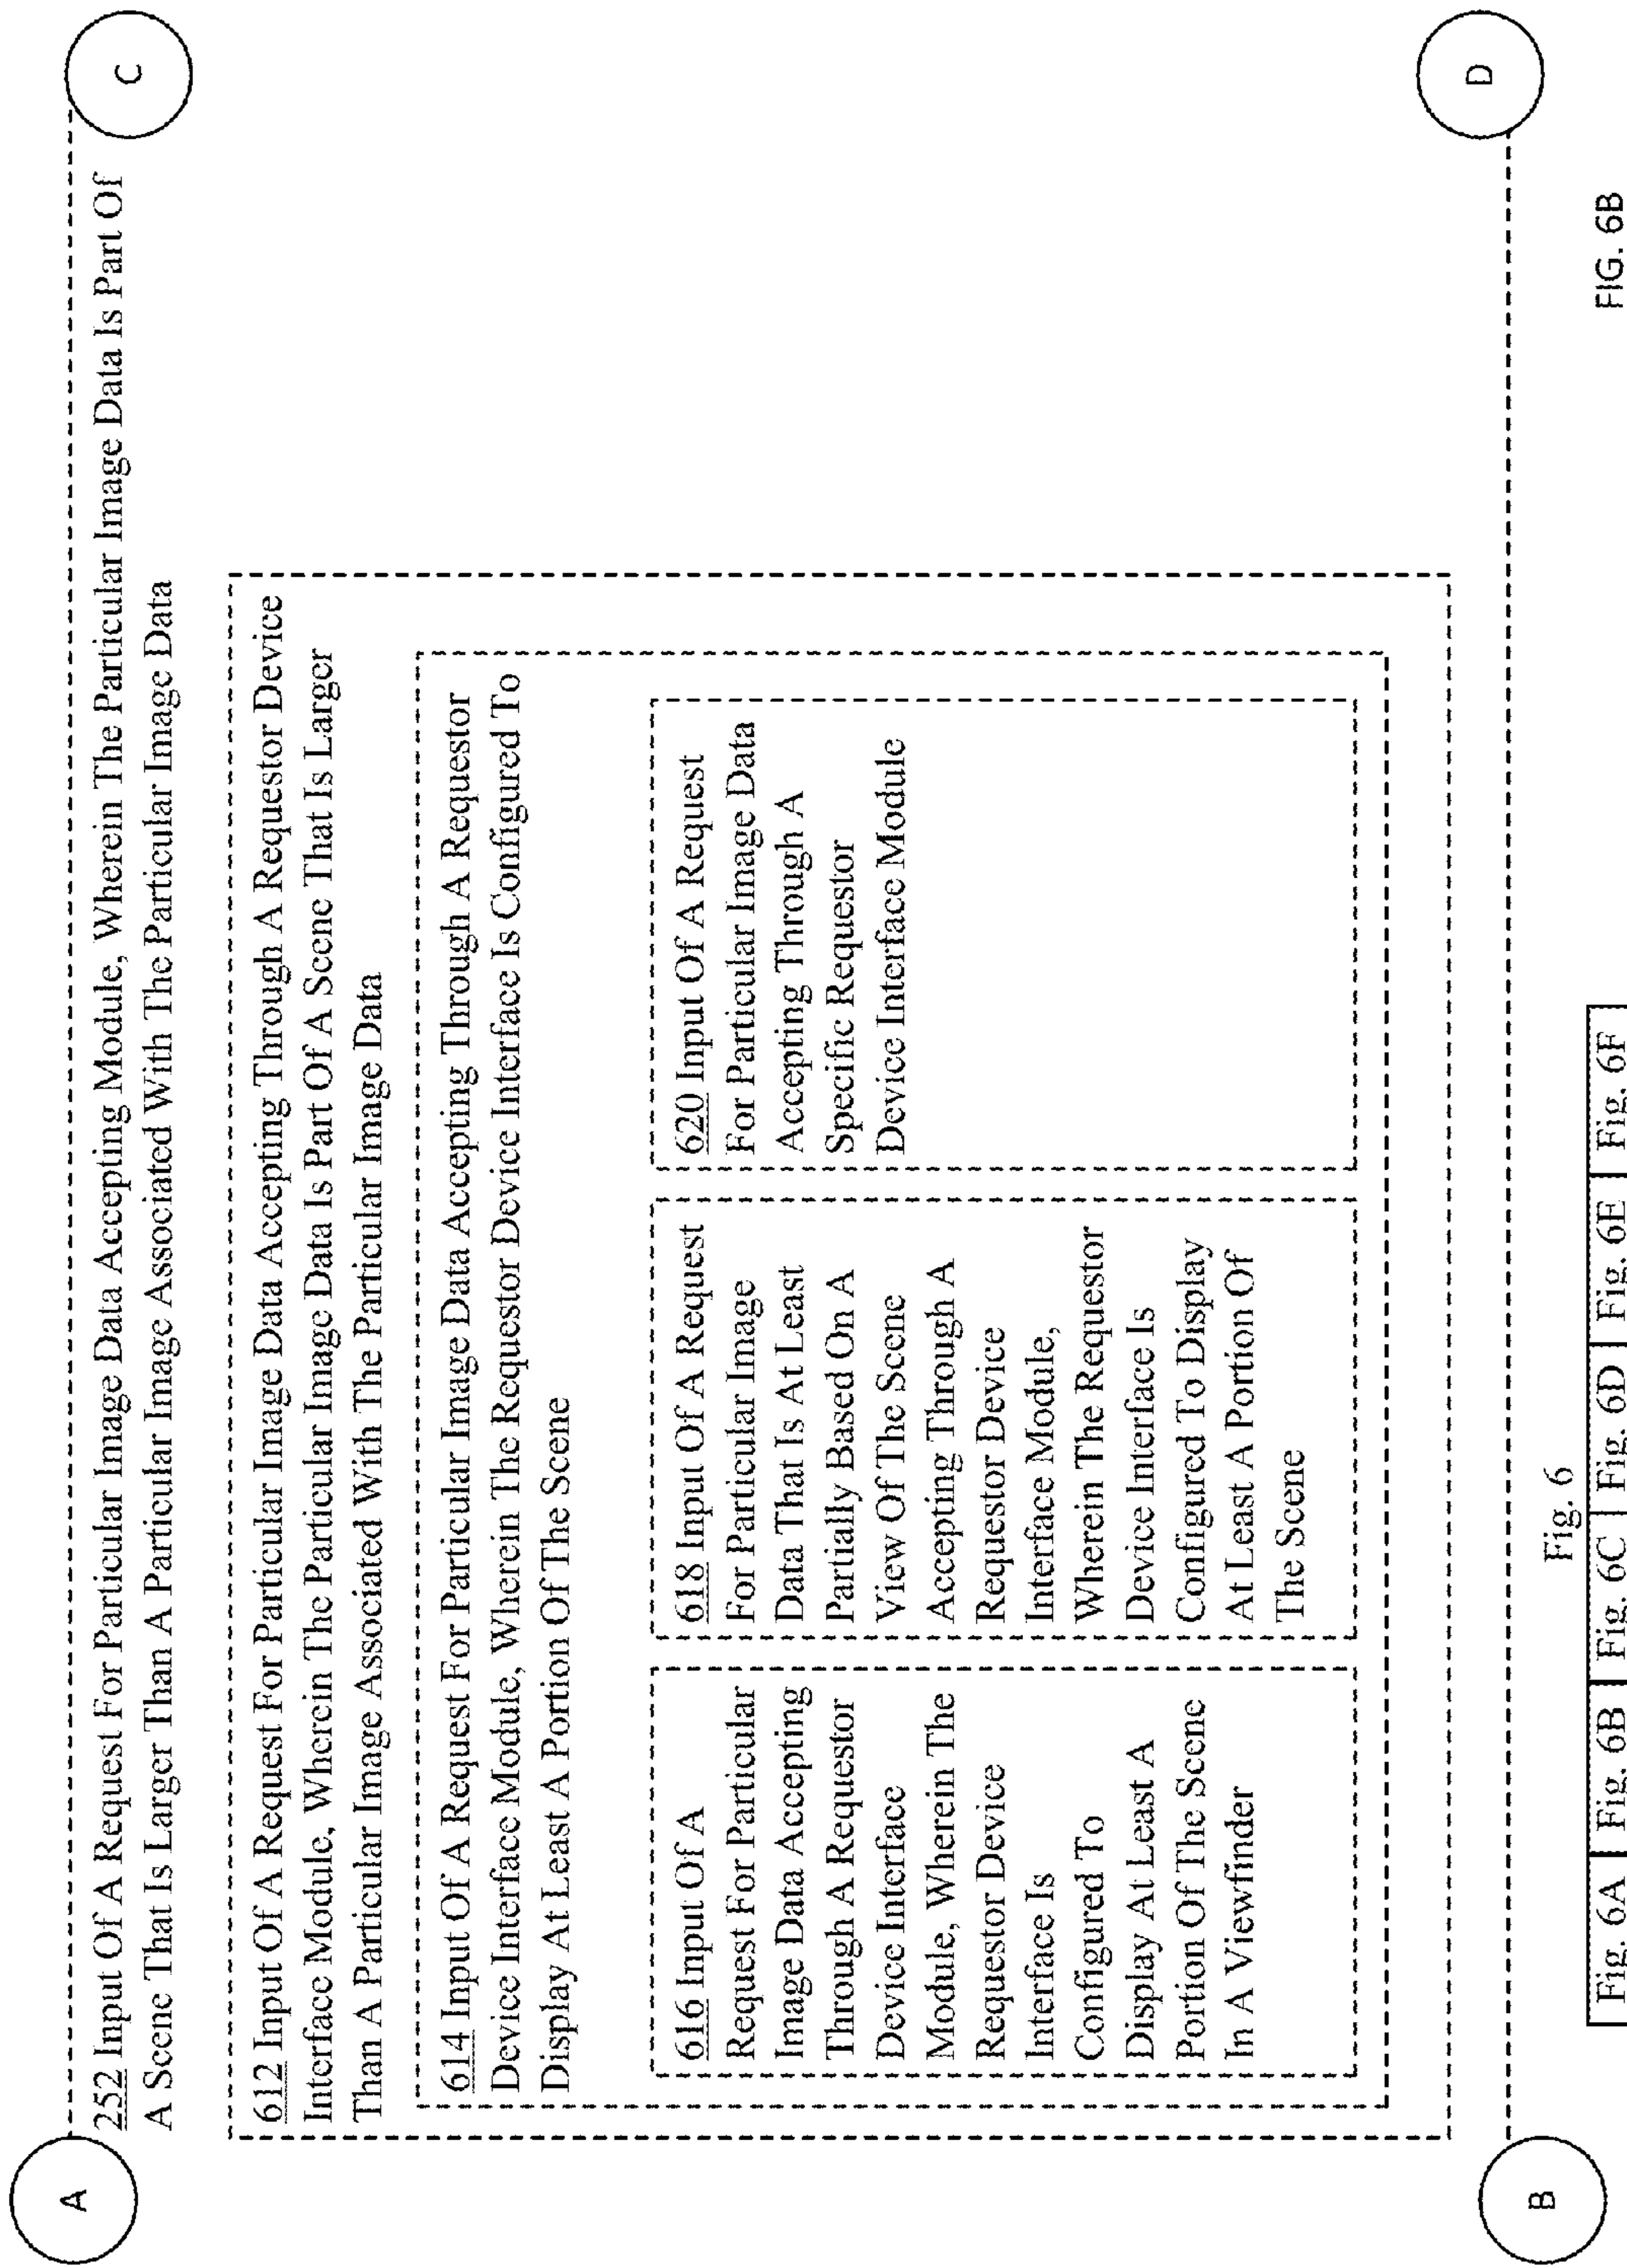 A
C
252 Input Of A Request For Particular Image Data Accepting Module, Wherein The Particular Image Data Is Part Of
A Scene That Is Larger Than A Particular Image Associated With The Particular Image Data
612 Input Of A Request For Particular Image Data Accepting Through A Requestor Device
Interface Module, Wherein The Particular Image Data Is Part Of A Scene That Is Larger
Than A Particular Image Associated With The Particular Image Data
614 Input Of A Request For Particular Image Data Accepting Through A Requestor
Device Interface Module, Wherein The Requestor Device Interface Is Configured To
Display At Least A Portion Of The Scene
616 Input Of A
Request For Particular
Image Data Accepting
Through A Requestor
Device Interface
Module, Wherein The
Requestor Device
Interface Is
Configured To
Display At Least A
Portion Of The Scene
In A Viewfinder
618 Input Of A Request
For Particular Image
Data That Is At Least
Partially Based On A
View Of The Scene
Accepting Through A
Requestor Device
Interface Module,
Wherein The Requestor
Device Interface Is
Configured To Display
At Least A Portion Of
The Scene
620 Input Of A Request
For Particular Image Data
Accepting Through A
Specific Requestor
Device Interface Module
B
D
Fig. 6
Fig. 6A Fig. 6B Fig. 6C Fig. 6D Fig. 6E Fig. 6F
FIG. 6B